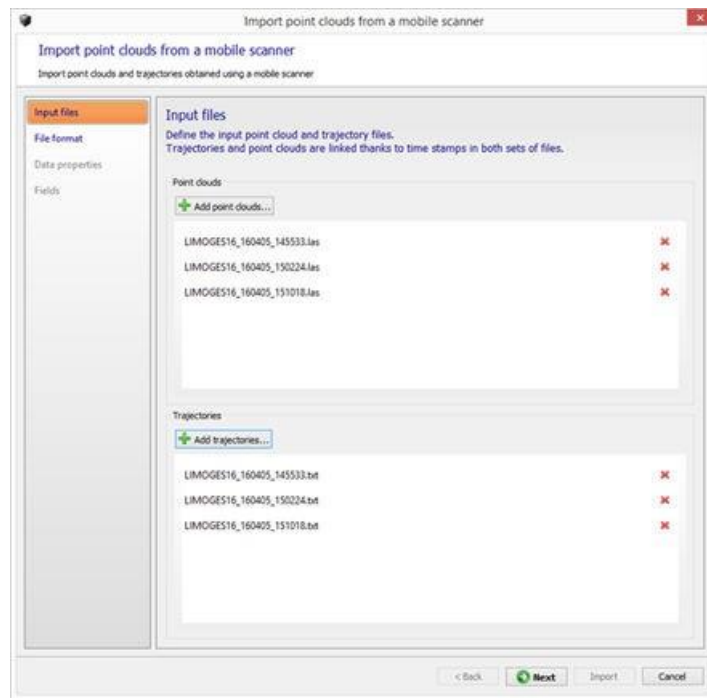 Import point clouds from a mobile scanner
Import point clouds from a mobile scanner
Import point clouds and trajectories obtained using a mobile scanner
Input files
File format
Data properties
Fields
Input files
Define the input point cloud and trajectory files.
Trajectories and point clouds are linked thanks to time stamps in both sets of files.
Point clouds
Add point clouds...
LIMOGES16_160405_145533.las
LIMOGES16_160405_150224.las
LIMOGES16_160405_151018.las
Trajectories
Add trajectories...
LIMOGES16_160405_145533.txt
LIMOGES16_160405_150224.txt
LIMOGES16_160405_151018.txt
< Back
Next
Import
Cancel